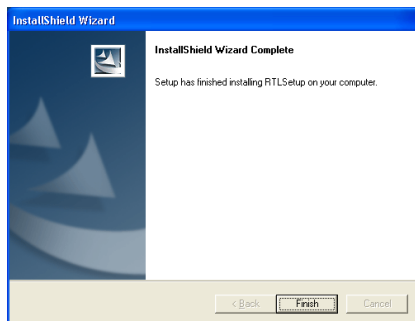 InstallShield Wizard
InstallShield Wizard Complete
Setup has finished installing RTLSetup on your computer.
< Back
Finish
Cancel